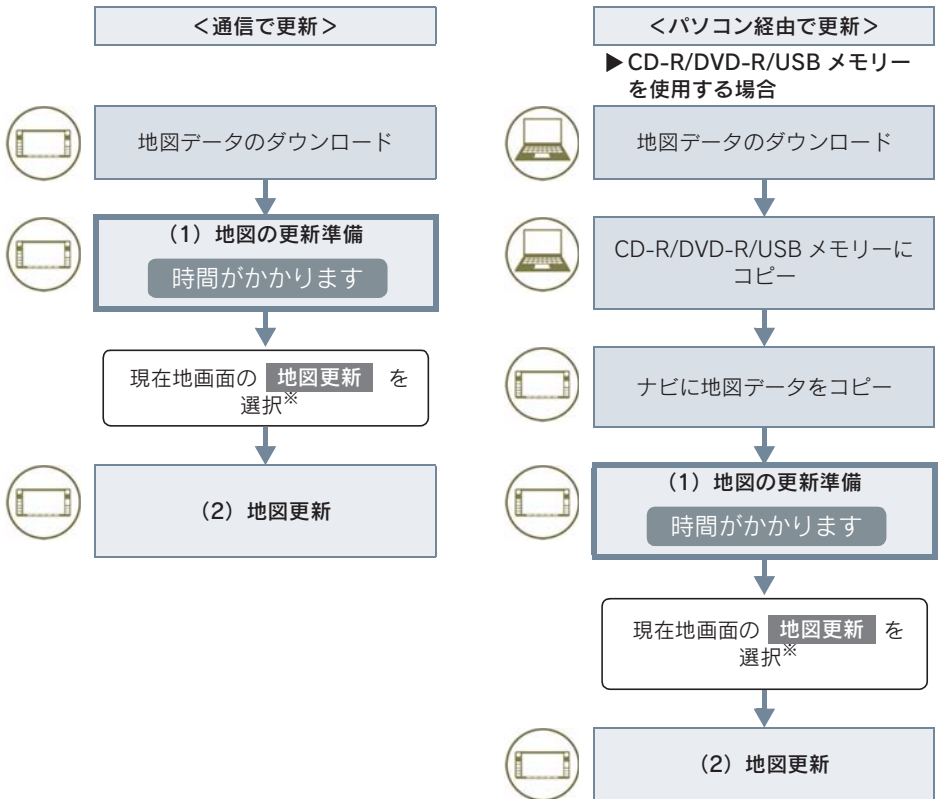 ＜通信で更新＞
地図データのダウンロード
（1）地図の更新準備
時間がかかります
現在地画面の 地図更新 を
選択※
（2）地図更新
＜パソコン経由で更新＞
▶CD-R/DVD-R/USB メモリー
を使用する場合
地図データのダウンロード
CD-R/DVD-R/USB メモリーに
コピー
ナビに地図データをコピー
（1）地図の更新準備
時間がかかります
現在地画面の 地図更新 を
選択※
（2）地図更新